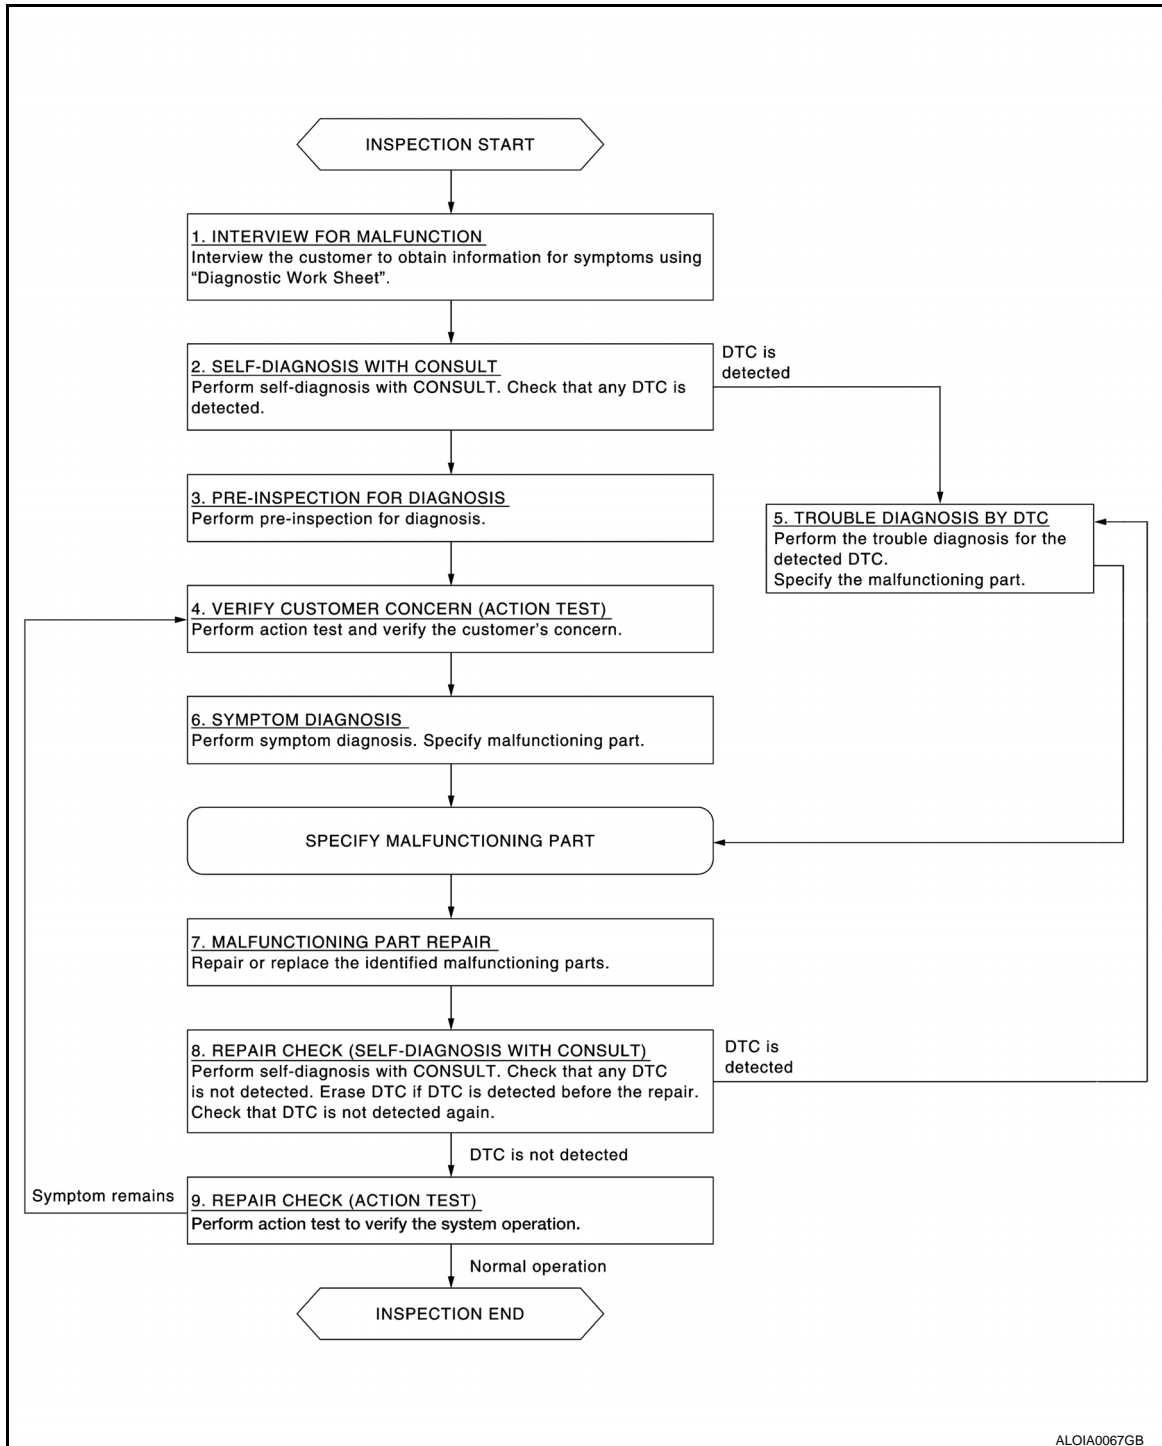 INSPECTION START
1. INTERVIEW FOR MALFUNCTION
Interview the customer to obtain information for symptoms using
“Diagnostic Work Sheet”.
2. SELF-DIAGNOSIS WITH CONSULT
Perform self-diagnosis with CONSULT. Check that any DTC is
detected.
DTC is
detected
3. PRE-INSPECTION FOR DIAGNOSIS
Perform pre-inspection for diagnosis.
5. TROUBLE DIAGNOSIS BY DTC
Perform the trouble diagnosis for the
detected DTC.
Specify the malfunctioning part.
4. VERIFY CUSTOMER CONCERN (ACTION TEST)
Perform action test and verify the customer’s concern.
6. SYMPTOM DIAGNOSIS
Perform symptom diagnosis. Specify malfunctioning part.
SPECIFY MALFUNCTIONING PART
7. MALFUNCTIONING PART REPAIR
Repair or replace the identified malfunctioning parts.
8. REPAIR CHECK (SELF-DIAGNOSIS WITH CONSULT)
Perform self-diagnosis with CONSULT. Check that any DTC
is not detected. Erase DTC if DTC is detected before the repair.
Check that DTC is not detected again.
DTC is
detected
DTC is not detected
Symptom remains
9. REPAIR CHECK (ACTION TEST)
Perform action test to verify the system operation.
Normal operation
INSPECTION END
ALOIA0067GB